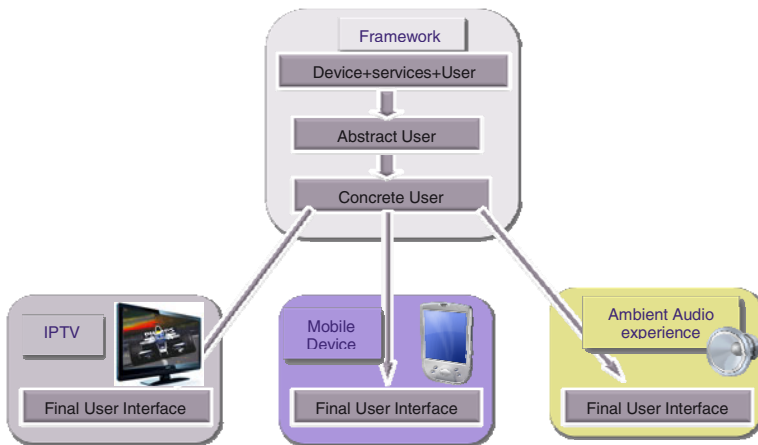 Framework
Device+services+User
Abstract User
Concrete User
IPTV
Final User Interface
Mobile
Device
Final User Interface
Ambient Audio
experience
Final User Interface